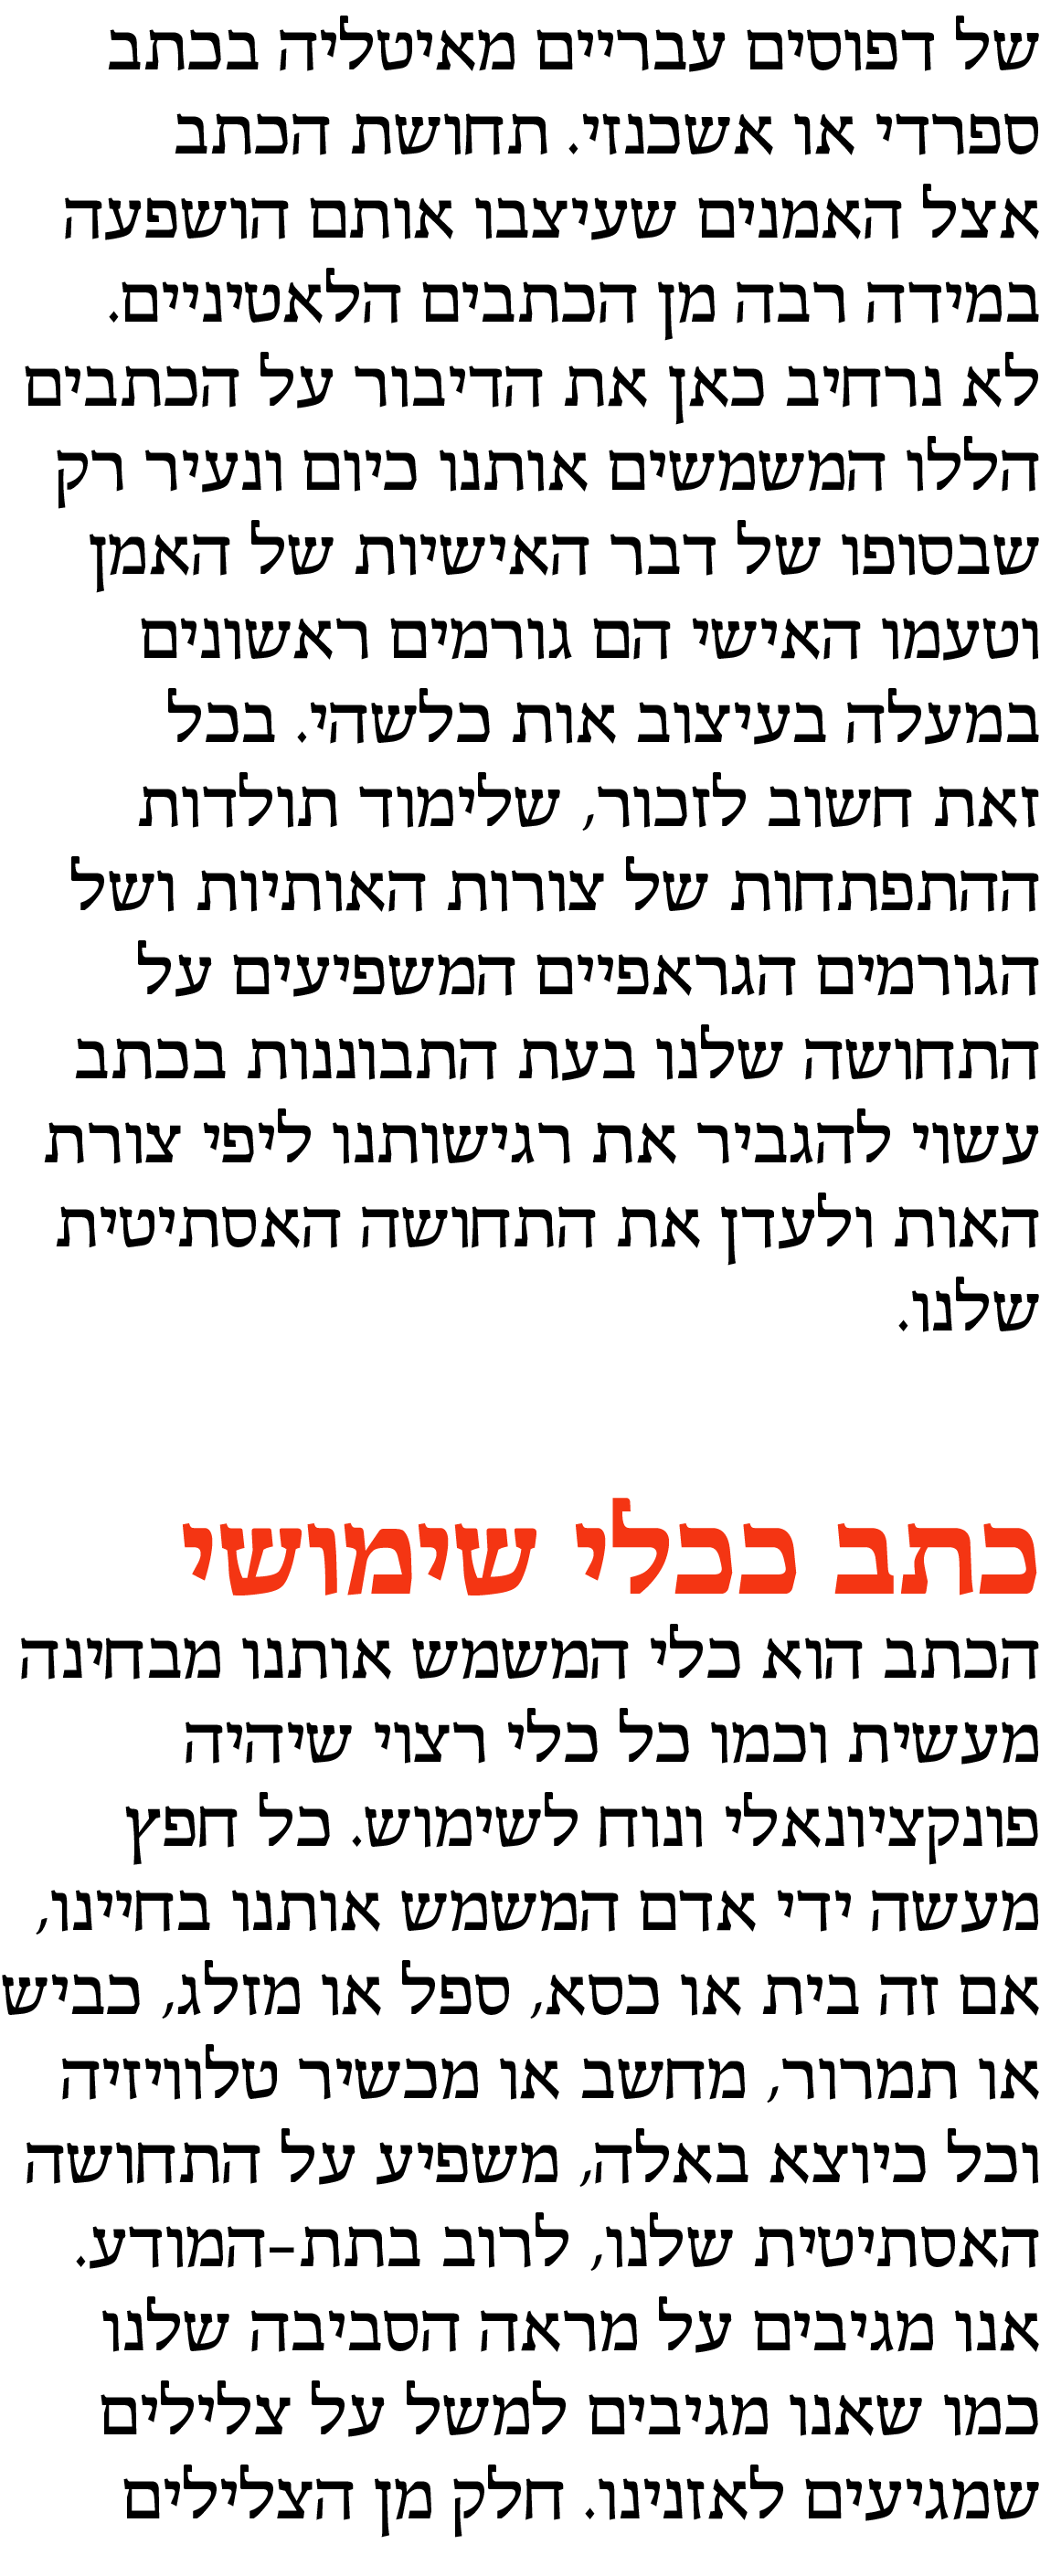 של דפוסים עבריים מאיטליה בכתב
ספרדי או אשכנזי. תחושת הכתב
אצל האמנים שעיצבו אותם הושפעה
במידה רבה מן הכתבים הלאטיניים.
לא נרחיב כאן את הדיבור על הכתבים
הללו המשמשים אותנו כיום ונעיר רק
שבסופו של דבר האישיות של האמן
וטעמו האישי הם גורמים ראשונים
במעלה בעיצוב אות כלשהי. בכל
זאת חשוב לזכור, שלימוד תולדות
ההתפתחות של צורות האותיות ושל
הגורמים הגראפיים המשפיעים על
התחושה שלנו בעת התבוננות בכתב
עשוי להגביר את רגישותנו ליפי צורת
האות ולעדן את התחושה האסתיטית
שלנו.
כתב ככלי שימושי
הכתב הוא כלי המשמש אותנו מבחינה
מעשית וכמו כל כלי רצוי שיהיה
פונקציונאלי ונוח לשימוש. כל חפץ
מעשה ידי אדם המשמש אותנו בחיינו,
אם זה בית או כסא, ספל או מזלג, כביש
או תמרור, מחשב או מכשיר טלוויזיה
וכל כיוצא באלה, משפיע על התחושה
האסתיטית שלנו, לרוב בתת-המודע.
אנו מגיבים על מראה הסביבה שלנו
כמו שאנו מגיבים למשל על צלילים
שמגיעים לאזנינו. חלק מן הצלילים